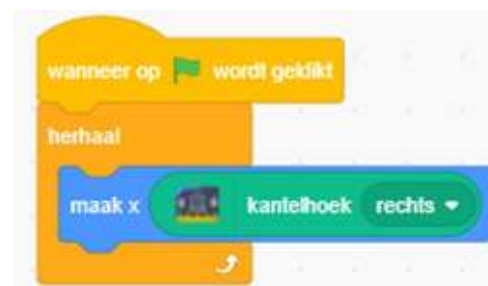 wanneer op wordt geklikt
herhaal
maak x kantelhoek rechts